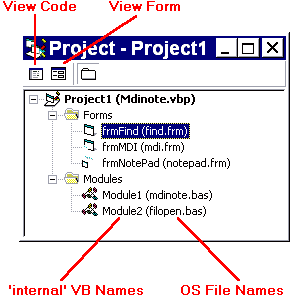 View Code View Form
Project - Project1
Project1 (Mdinote.vbp)
Forms
frmFind (find.frm)
frmMDI (mdi.frm)
frmNotePad (notepad.frm)
Modules
Module1 (mdinote.bas)
Module2 (filopen.bas)
'internal' VB Names OS File Names